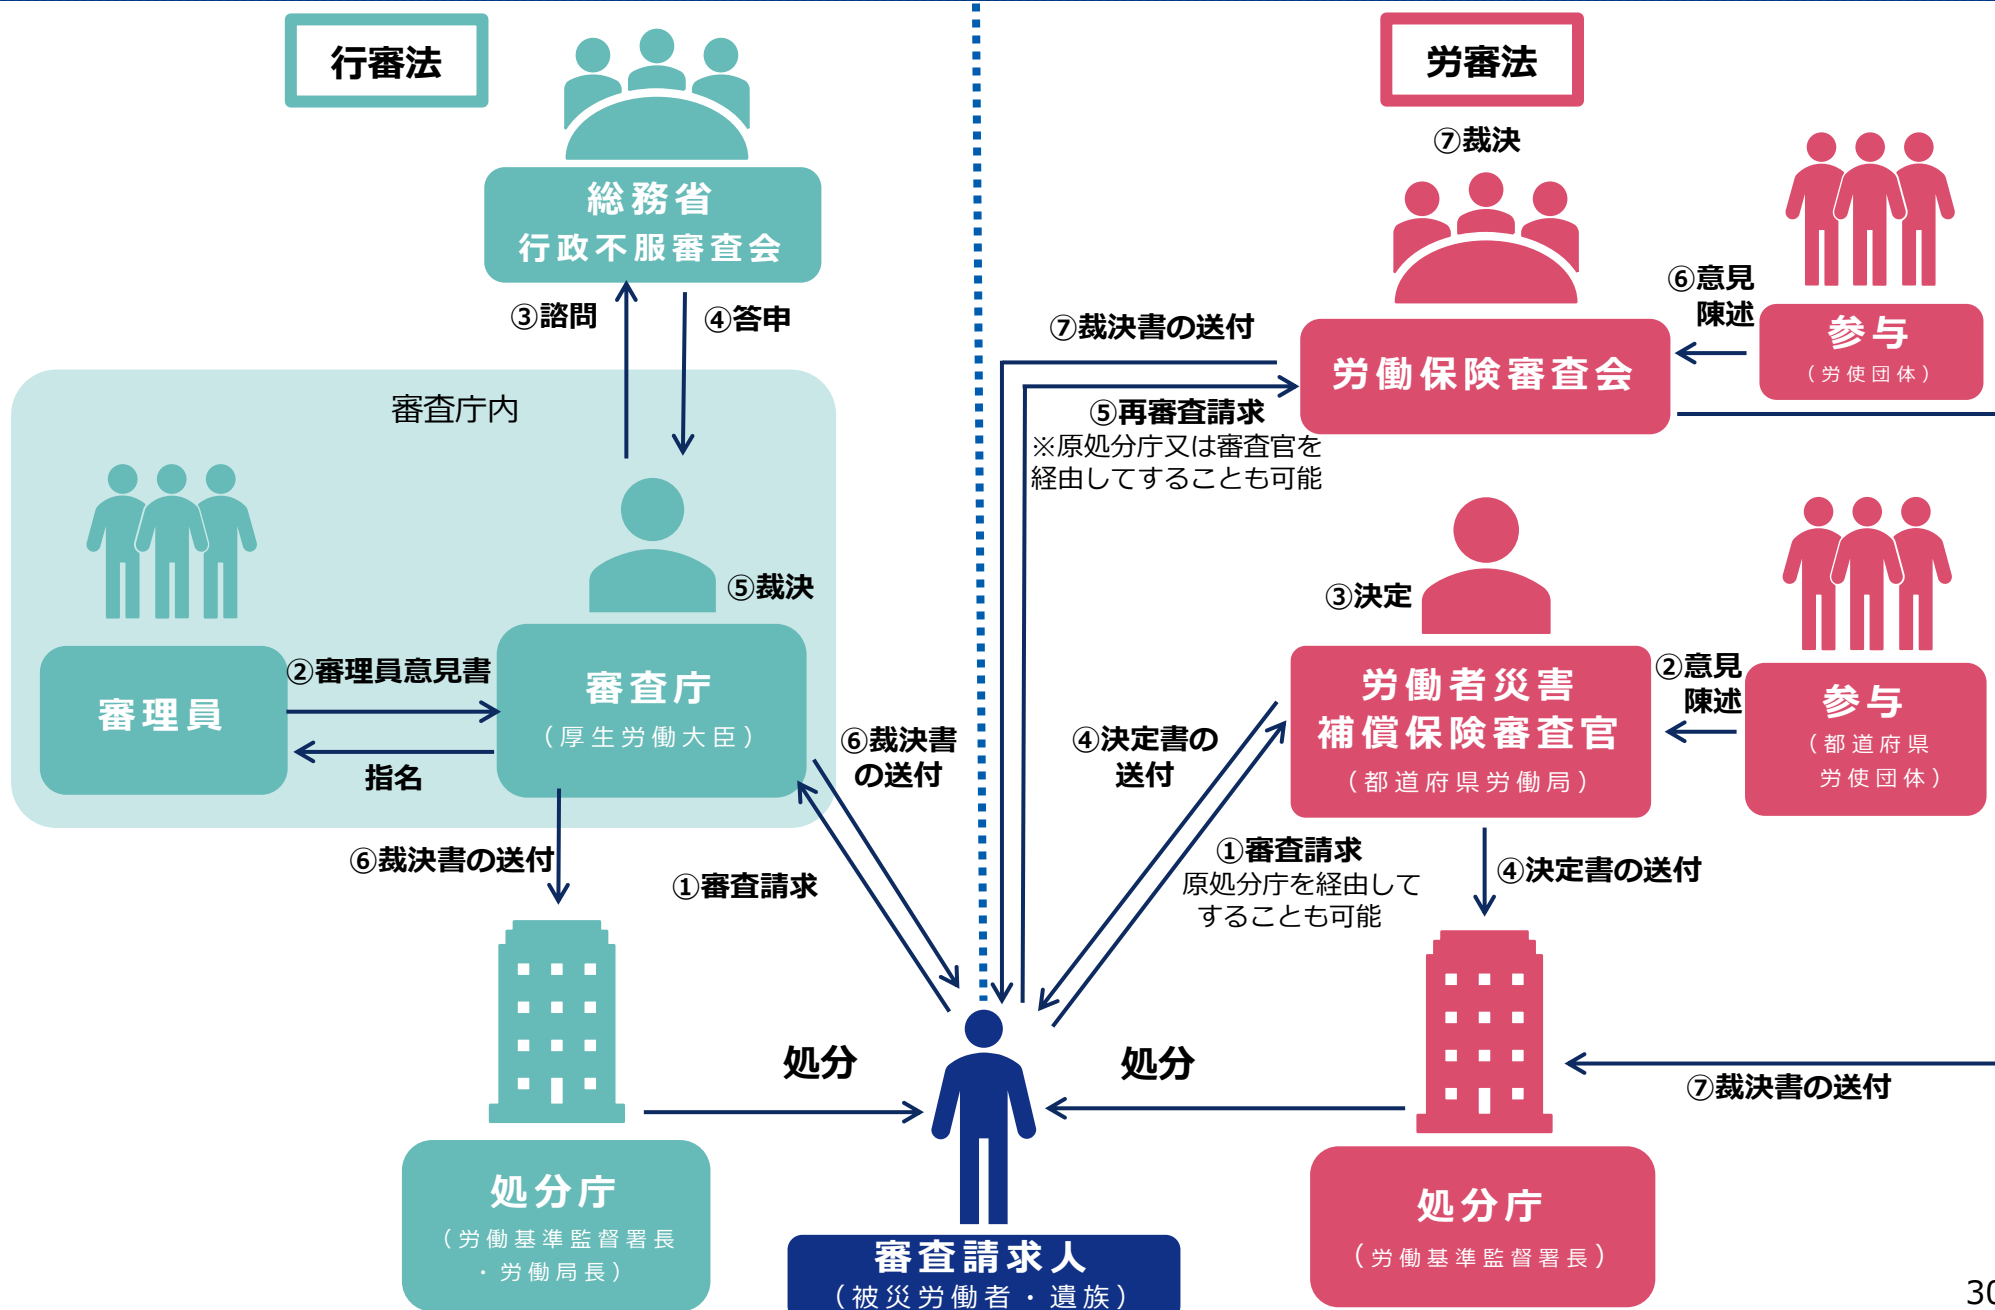 行審法
総務省
行政不服審査会
③諮問
④答申
審査庁内
⑤裁決
審理員
②審理員意見書
指名
審査庁
（厚生労働大臣）
⑥裁決書
の送付
⑥裁決書の送付
①審査請求
処分
処分庁
（労働基準監督署長
・労働局長）
審査請求人
（被災労働者・遺族）
労審法
⑦裁決
労働保険審査会
⑥意見
陳述
参与
（労使団体）
⑦裁決書の送付
⑤再審査請求
※原処分庁又は審査官を
経由してすることも可能
③決定
労働者災害
補償保険審査官
（都道府県労働局）
②意見
陳述
参与
（都道府県
労使団体）
④決定書の
送付
①審査請求
原処分庁を経由して
することも可能
④決定書の送付
処分
⑦裁決書の送付
処分庁
（労働基準監督署長）
30